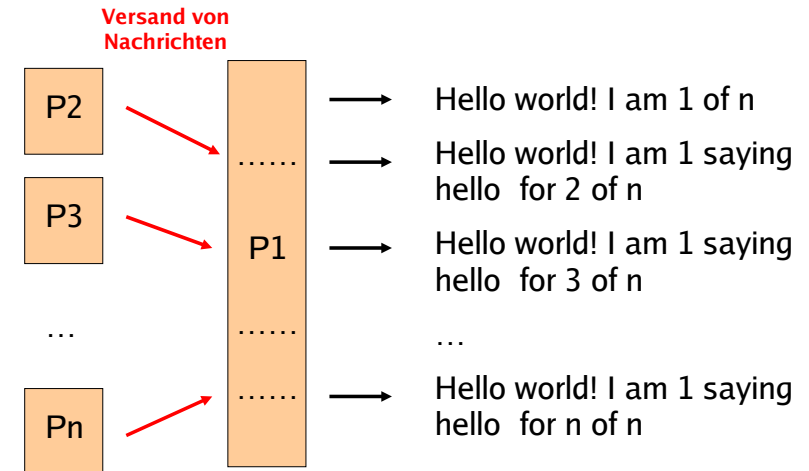 Versand von
Nachrichten
P2
P3
...
Pn
......
P1
......
......
Hello world! I am 1 of n
Hello world! I am 1 saying
hello for 2 of n
Hello world! I am 1 saying
hello for 3 of n
...
Hello world! I am 1 saying
hello for n of n